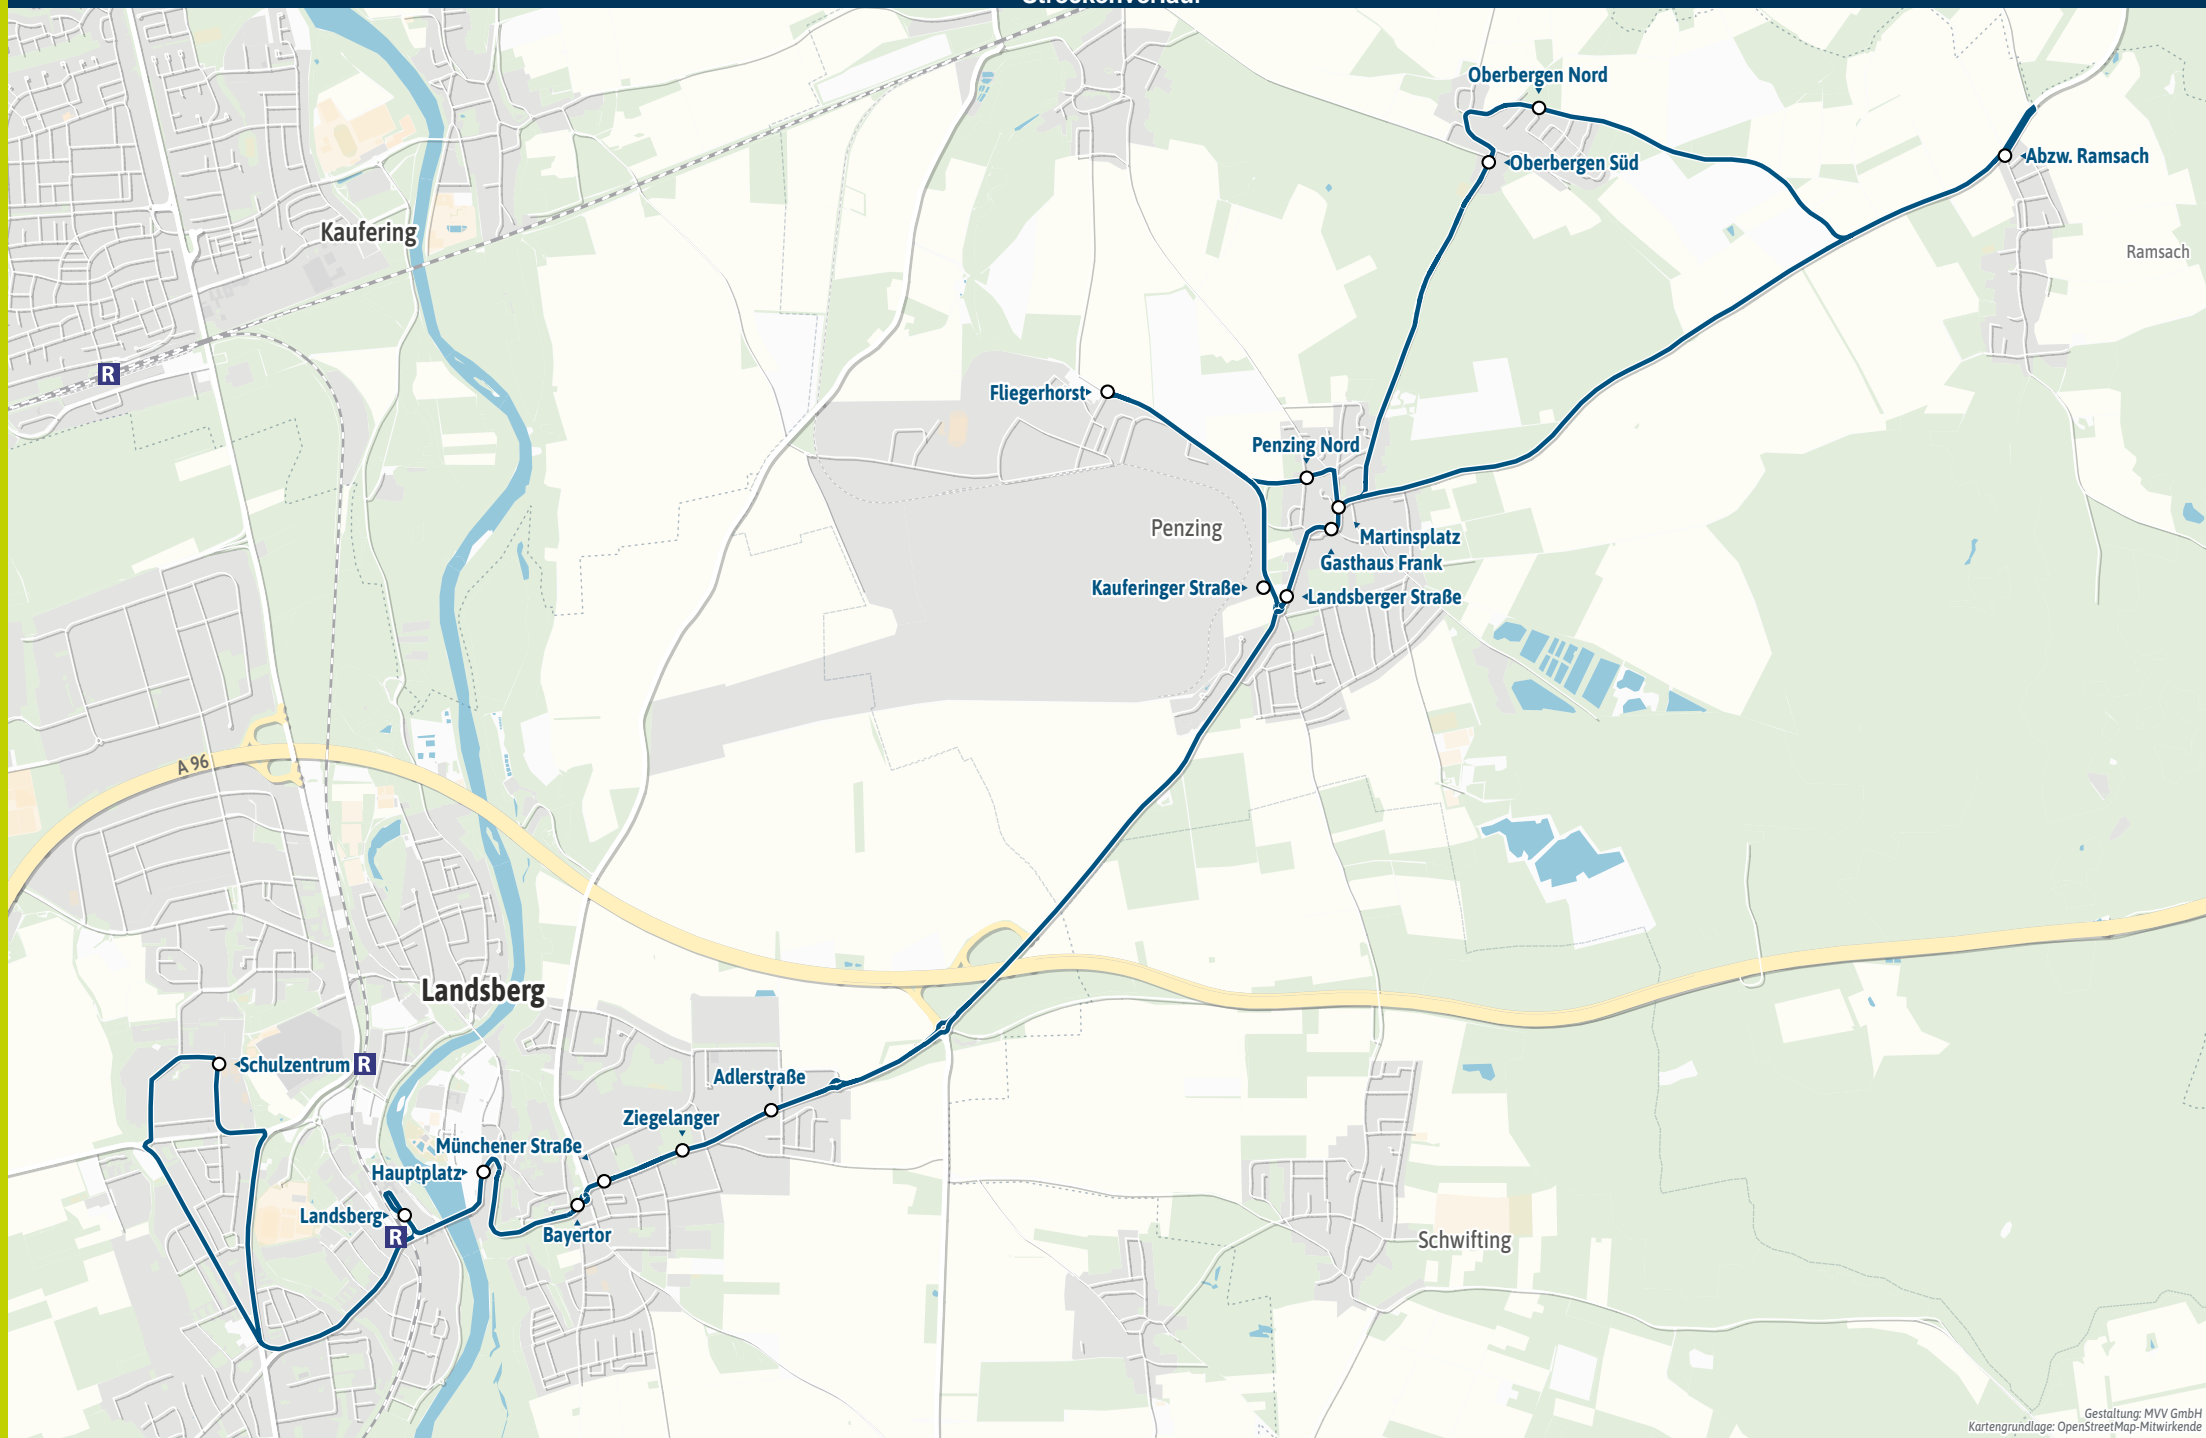 Streckenverlauf
Oberbergen Nord
Abzw. Ramsach
Oberbergen Süd
Kaufering
Ramsach
R
Fliegerhorst
Penzing Nord
Penzing
Martinsplatz
Gasthaus Frank
Kauferinger Straße
Landsberger Straße
A 96
Landsberg
Schulzentrum R
Adlerstraße
Ziegelanger
Münchener Straße
Hauptplatz
Landsberg
R
Bayertor
Schwifting
Gestaltung: MVV GmbH
Kartengrundlage: OpenStreetMap-Mitwirkende